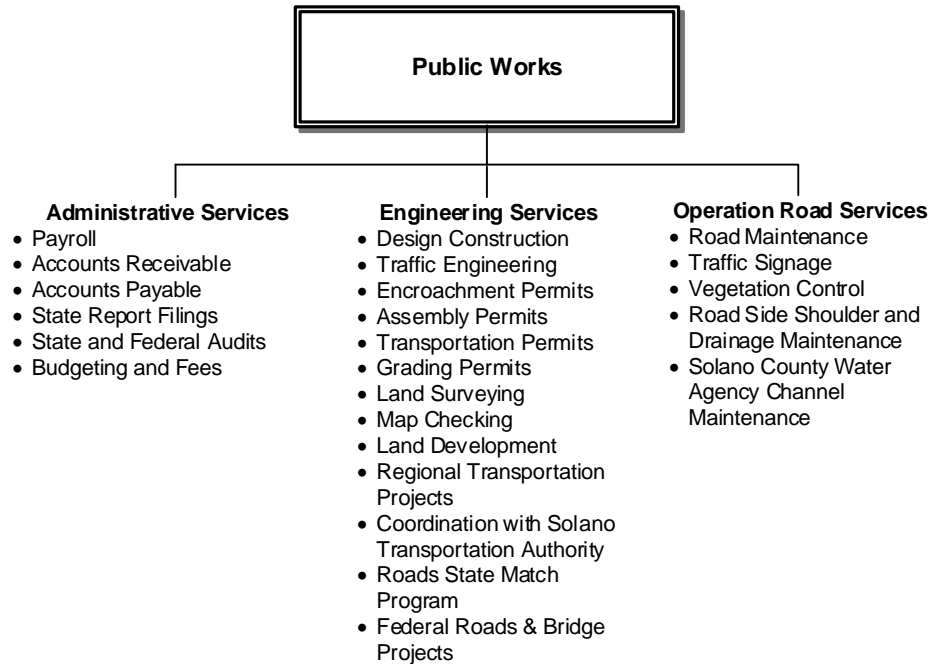 Public Works
Administrative Services
• Payroll
• Accounts Receivable
• Accounts Payable
• State Report Filings
• State and Federal Audits
• Budgeting and Fees
Engineering Services
• Design Construction
• Traffic Engineering
• Encroachment Permits
• Assembly Permits
• Transportation Permits
• Grading Permits
• Land Surveying
• Map Checking
• Land Development
• Regional Transportation
Projects
• Coordination with Solano
Transportation Authority
• Roads State Match
Program
• Federal Roads & Bridge
Projects
Operation Road Services
• Road Maintenance
• Traffic Signage
• Vegetation Control
• Road Side Shoulder and
Drainage Maintenance
• Solano County Water
Agency Channel
Maintenance